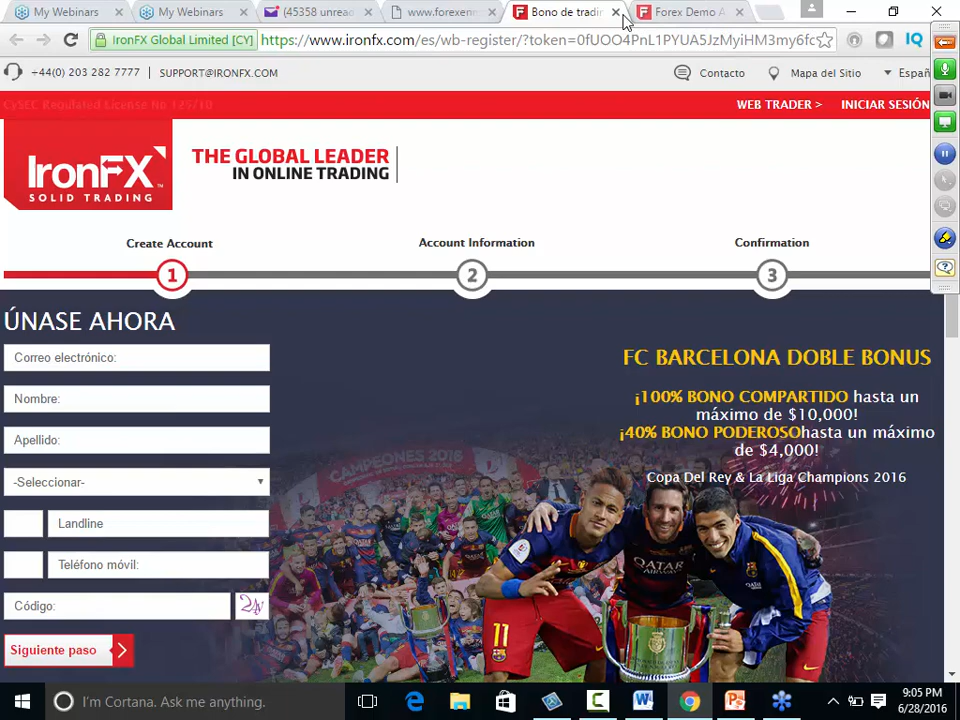 My Webinars
My Webinars
(45358 unread
www.forexenn
Bono de tradin
Forex Demo A
IronFX Global Limited [CY]
https://www.ironfx.com/es/wb-register/?token=0fUOO4PnL1PYUA5JzMyiHM3my6fc
IQ
+44(0) 203 282 7777 | SUPPORT@IRONFX.COM
Contacto
Mapa del Sitio
Españ
CySEC Regulated License No 125/10
WEB TRADER >
INICIAR SESIÓN
IronFX
SOLID TRADING
THE GLOBAL LEADER
IN ONLINE TRADING
Create Account
Account Information
Confirmation
1
2
3
ÚNASE AHORA
Correo electrónico:
Nombre:
Apellido:
-Seleccionar-
Landline
Teléfono móvil:
Código:
Siguiente paso
FC BARCELONA DOBLE BONUS
¡100% BONO COMPARTIDO hasta un
máximo de $10,000!
¡40% BONO PODEROSOhasta un máximo
de $4,000!
Copa Del Rey & La Liga Champions 2016
CAMPEONES 2016
QATAR
AIRWAYS
11
I'm Cortana. Ask me anything.
9:05 PM
6/28/2016